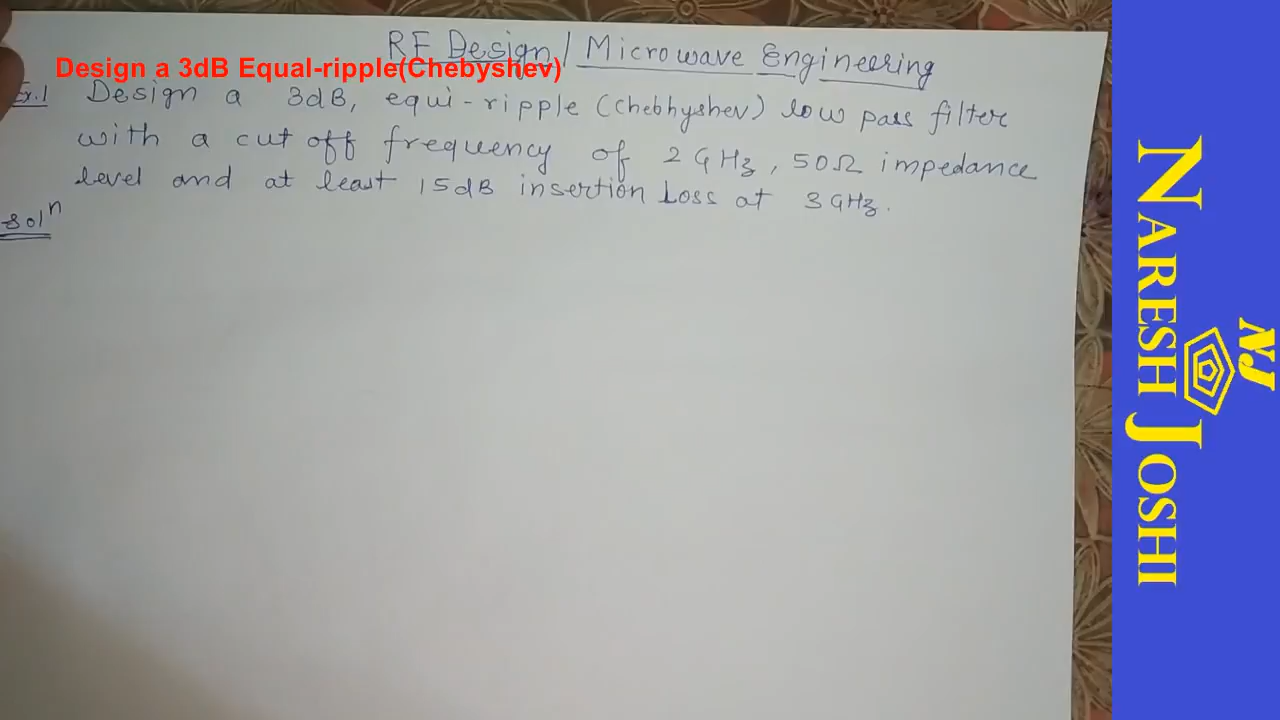 RF Design / Microwave Engineering
Design a 3dB Equal-ripple(Chebyshev)
Ex.1 Design a 3dB, equi-ripple (chebhyshev) low pass filter
with a cut off frequency of 2 GHz, 50Ω impedance
level and at least 15dB insertion Loss at 3 GHz.
Solⁿ
NARESH JOSHI
NJ